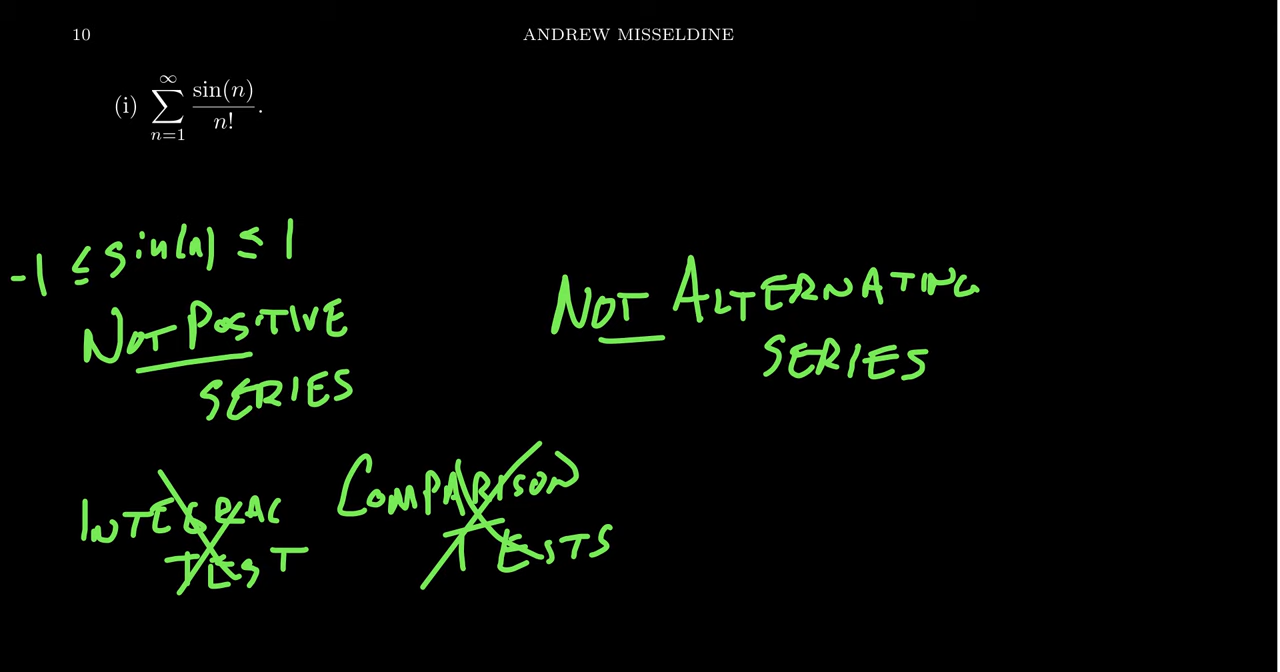 10 ANDREW MISSELDINE
(i) ∑_{n=1}^{∞} sin(n)/n!.
-1 ≤ sin(n) ≤ 1
NOT POSITIVE
SERIES
NOT ALTERNATING
SERIES
INTEGRAL
TEST
COMPARISON
TESTS